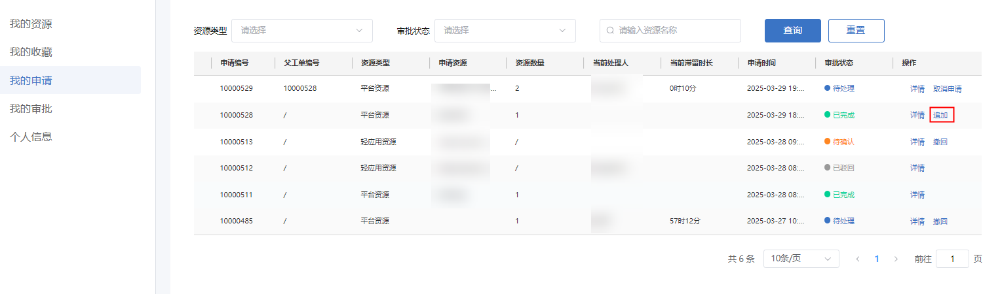 我的资源
我的收藏
我的申请
我的审批
个人信息
资源类型 请选择 审批状态 请选择 请输入资源名称 查询 重置
申请编号 父工单编号 资源类型 申请资源 资源数量 当前处理人 当前滞留时长 申请时间 审批状态 操作
10000529 10000528 平台资源 ... 2 0时10分 2025-03-29 19:... 待处理 详情 取消申请
10000528 / 平台资源 1 2025-03-29 18:... 已完成 详情 追加
10000513 / 轻应用资源 / 2025-03-28 09:... 待确认 详情 撤回
10000512 / 轻应用资源 / 2025-03-28 08:... 已驳回 详情
10000511 / 平台资源 1 2025-03-28 08:... 已完成 详情
10000485 / 平台资源 1 57时12分 2025-03-27 10:... 待处理 详情 撤回
共 6 条 10条/页 1 前往 1 页